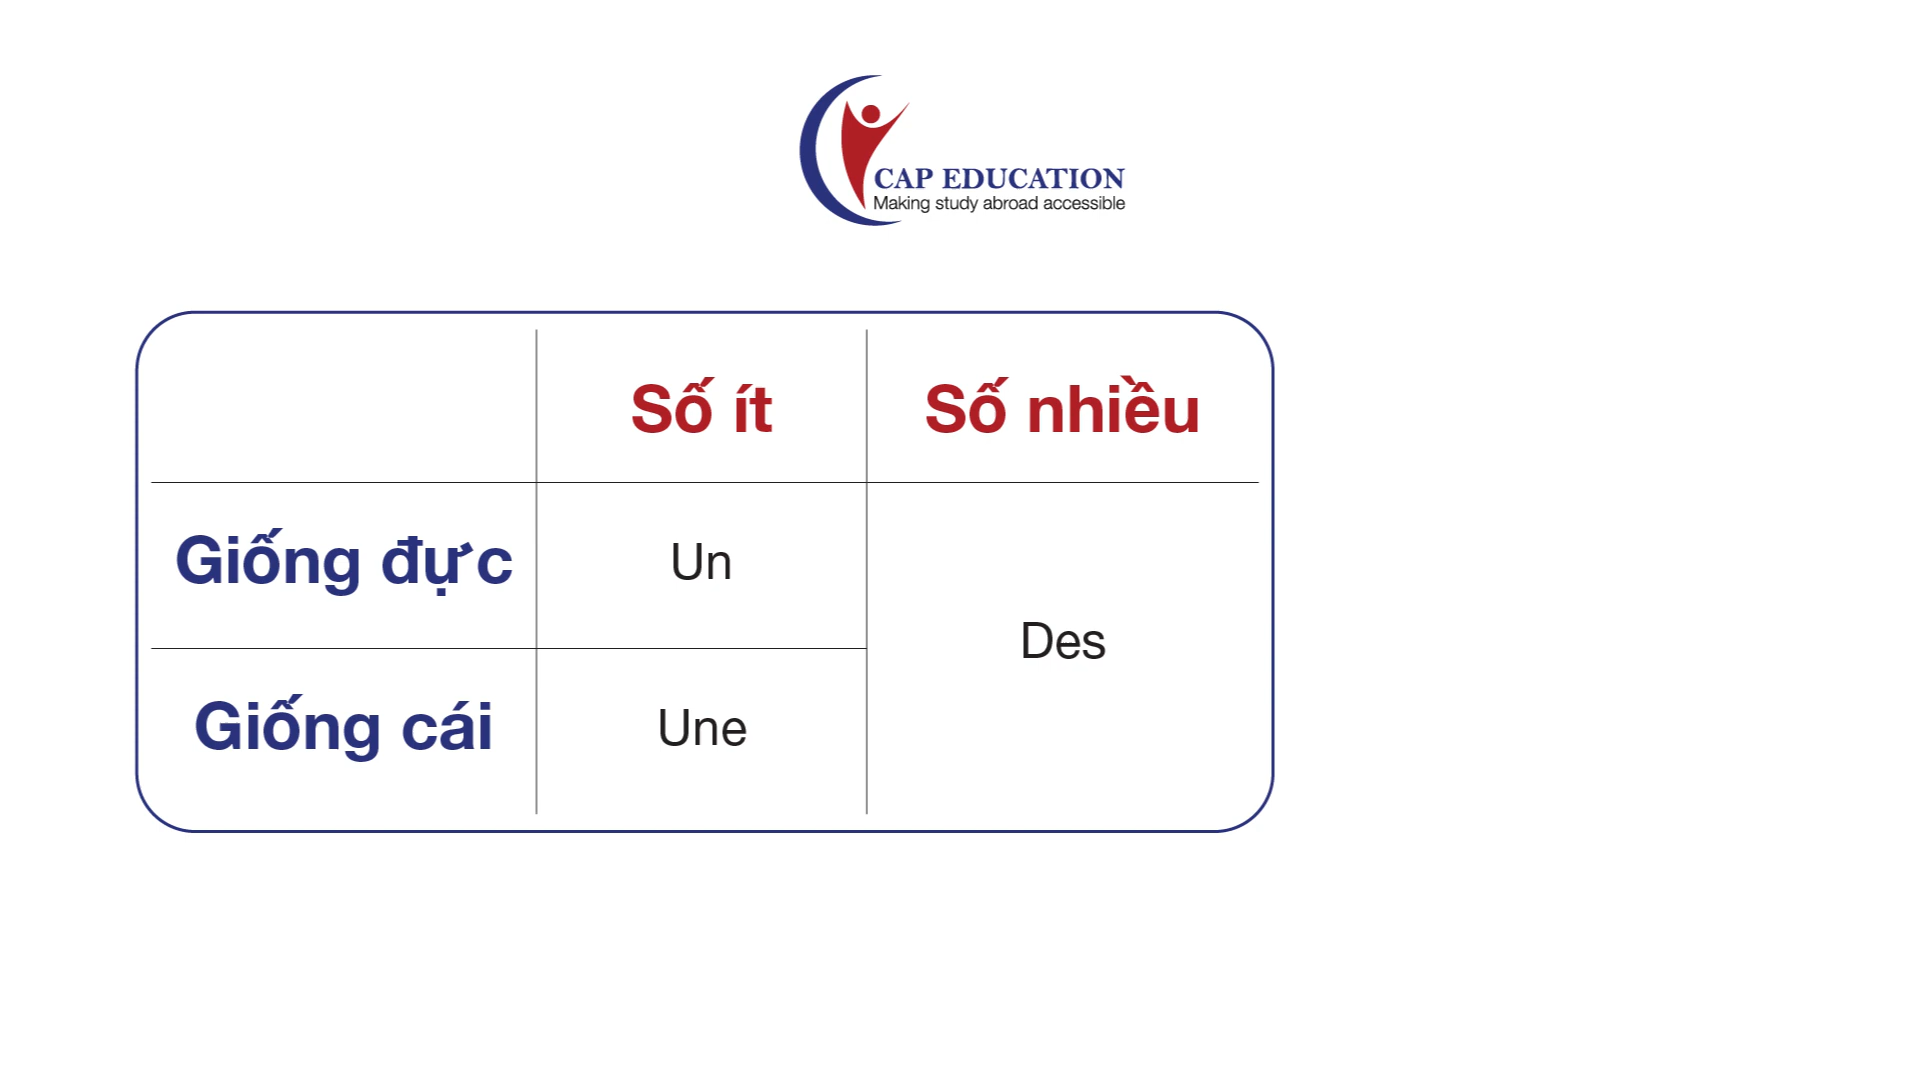 CAP EDUCATION
Making study abroad accessible
Số ít
Số nhiều
Giống đực
Un
Des
Giống cái
Une